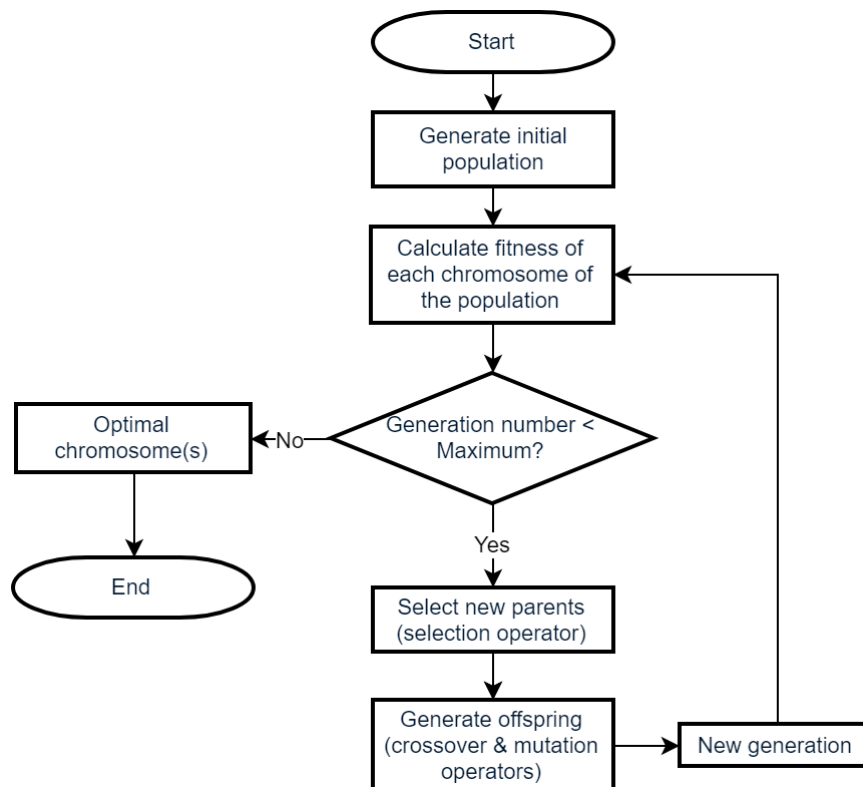 Start
Generate initial
population
Calculate fitness of
each chromosome of
the population
Generation number <
Maximum?
No
Optimal
chromosome(s)
End
Yes
Select new parents
(selection operator)
Generate offspring
(crossover & mutation
operators)
New generation